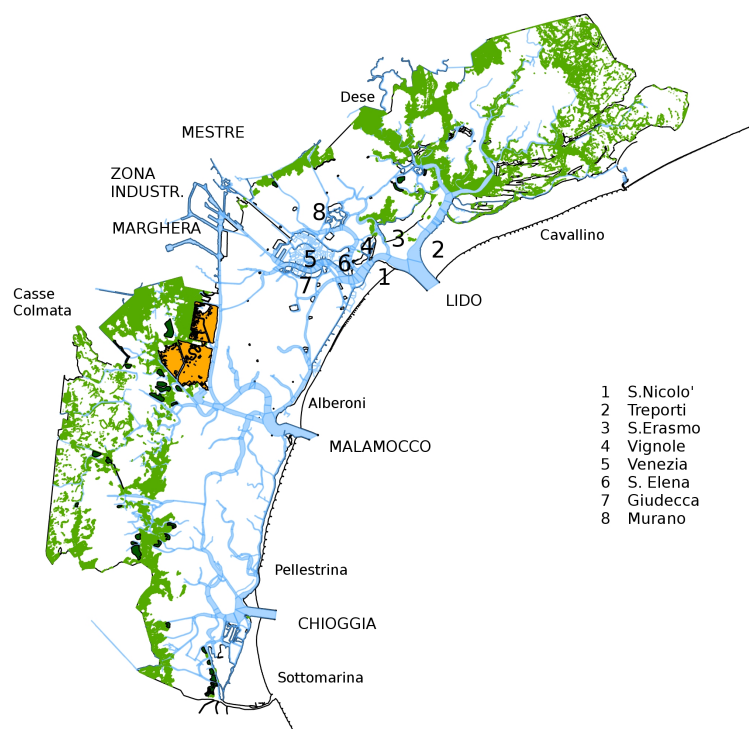 Dese
MESTRE
ZONA
INDUSTR.
MARGHERA
8
5
6
4
3
2
7
1
Cavallino
LIDO
Casse
Colmata
Alberoni
MALAMOCCO
1 S.Nicolo'
2 Treporti
3 S.Erasmo
4 Vignole
5 Venezia
6 S. Elena
7 Giudecca
8 Murano
Pellestrina
CHIOGGIA
Sottomarina